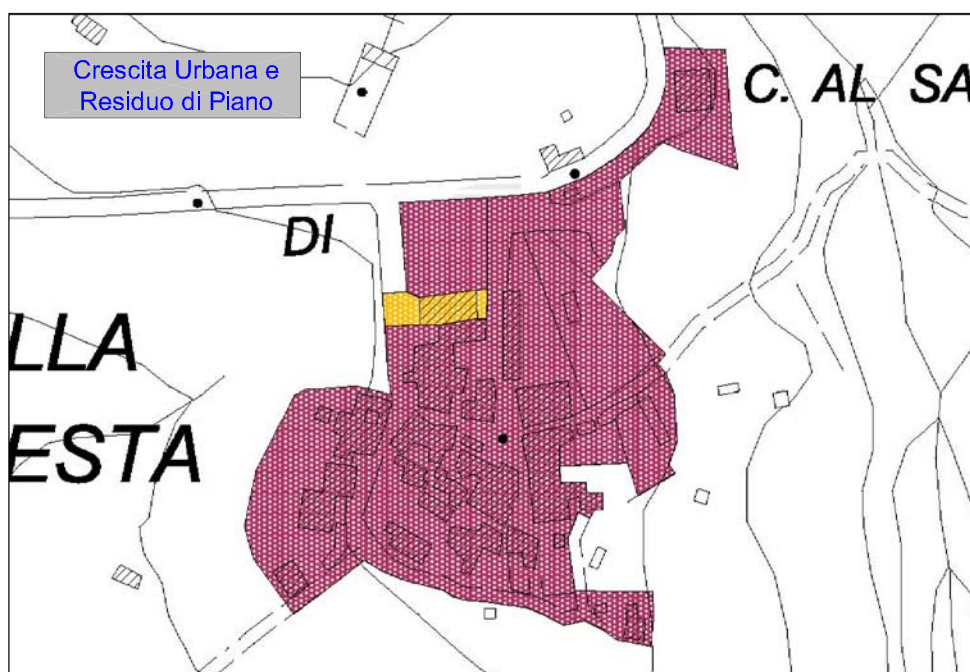 Crescita Urbana e
Residuo di Piano
C. AL SA
DI
LLA
ESTA